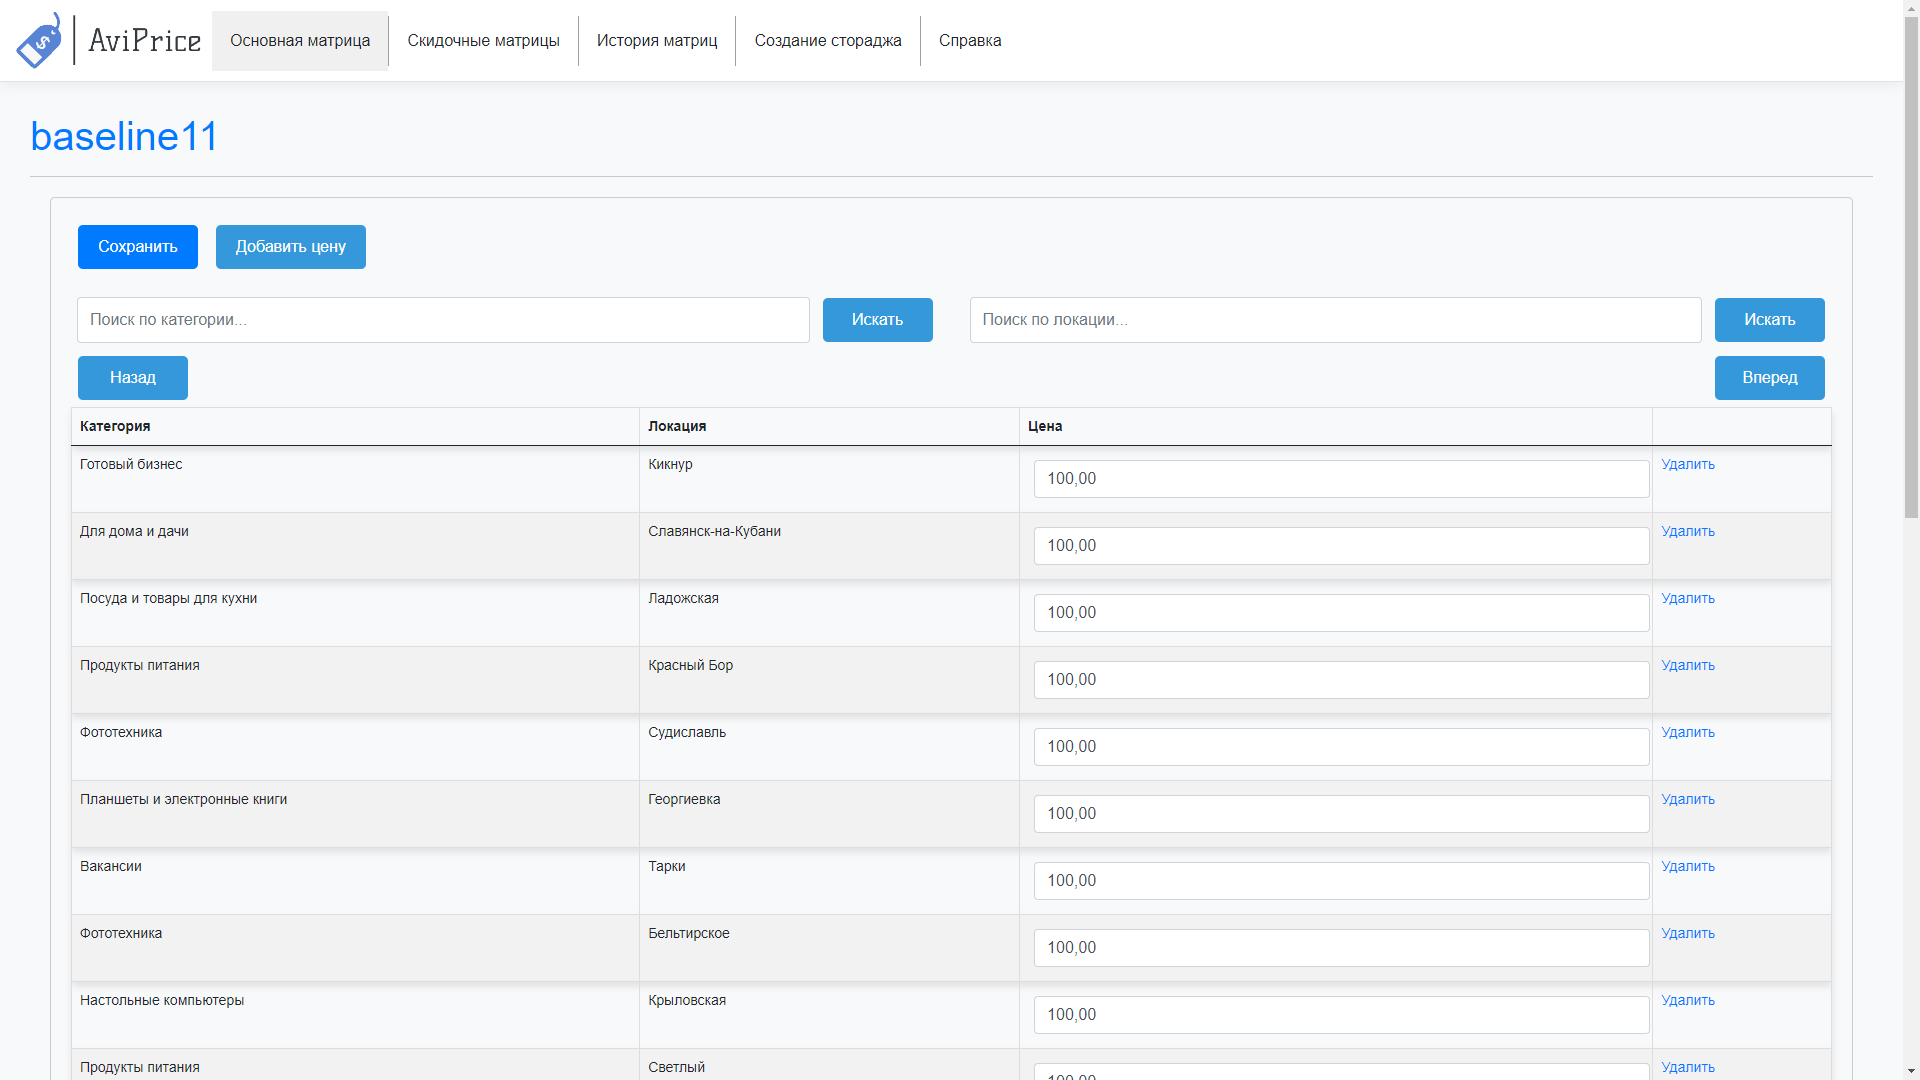 AviPrice Основная матрица Скидочные матрицы История матриц Создание стораджа Справка
baseline11
Сохранить Добавить цену
Поиск по категории... Искать Поиск по локации... Искать
Назад Вперед
Категория Локация Цена
Готовый бизнес Кикнур 100,00 Удалить
Для дома и дачи Славянск-на-Кубани 100,00 Удалить
Посуда и товары для кухни Ладожская 100,00 Удалить
Продукты питания Красный Бор 100,00 Удалить
Фототехника Судиславль 100,00 Удалить
Планшеты и электронные книги Георгиевка 100,00 Удалить
Вакансии Тарки 100,00 Удалить
Фототехника Бельтирское 100,00 Удалить
Настольные компьютеры Крыловская 100,00 Удалить
Продукты питания Светлый 100,00 Удалить